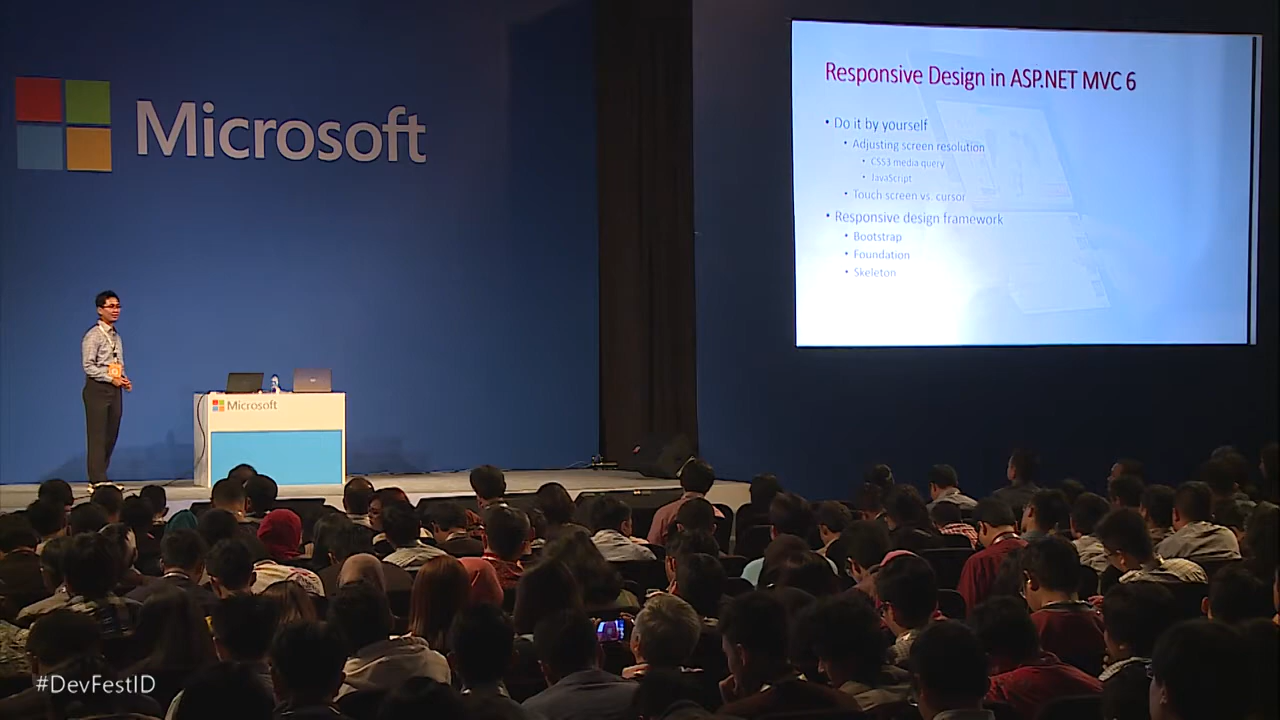 Microsoft
Responsive Design in ASP.NET MVC 6
• Do it by yourself
• Adjusting screen resolution
• CSS3 media query
• JavaScript
• Touch screen vs. cursor
• Responsive design framework
• Bootstrap
• Foundation
• Skeleton
Microsoft
#DevFestID